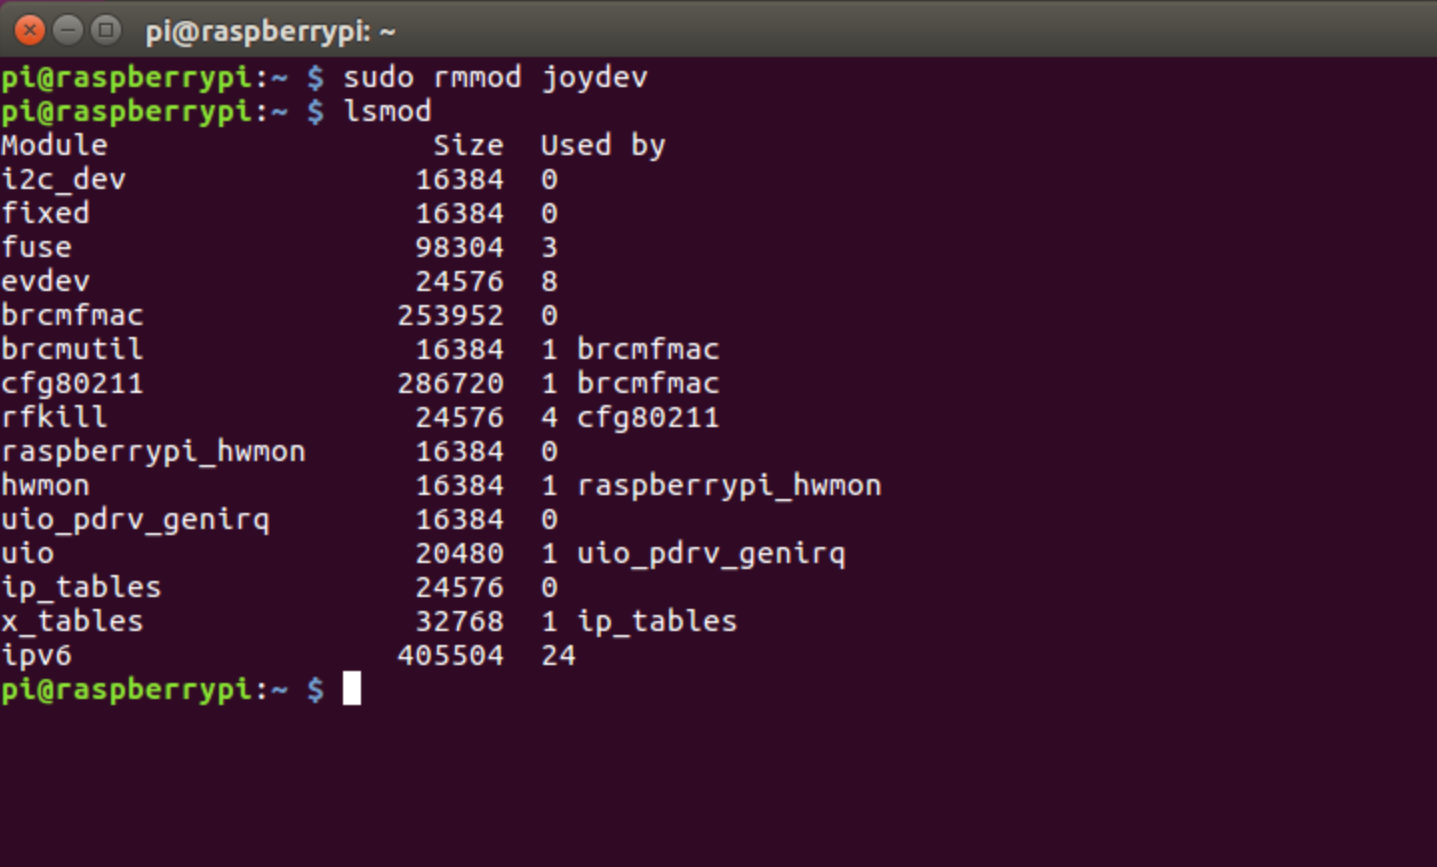 pi@raspberrypi: ~
pi@raspberrypi:~ $ sudo rmmod joydev
pi@raspberrypi:~ $ lsmod
Module                  Size  Used by
i2c_dev                16384  0
fixed                  16384  0
fuse                   98304  3
evdev                  24576  8
brcmfmac              253952  0
brcmutil               16384  1 brcmfmac
cfg80211              286720  1 brcmfmac
rfkill                 24576  4 cfg80211
raspberrypi_hwmon      16384  0
hwmon                  16384  1 raspberrypi_hwmon
uio_pdrv_genirq        16384  0
uio                    20480  1 uio_pdrv_genirq
ip_tables              24576  0
x_tables               32768  1 ip_tables
ipv6                  405504  24
pi@raspberrypi:~ $